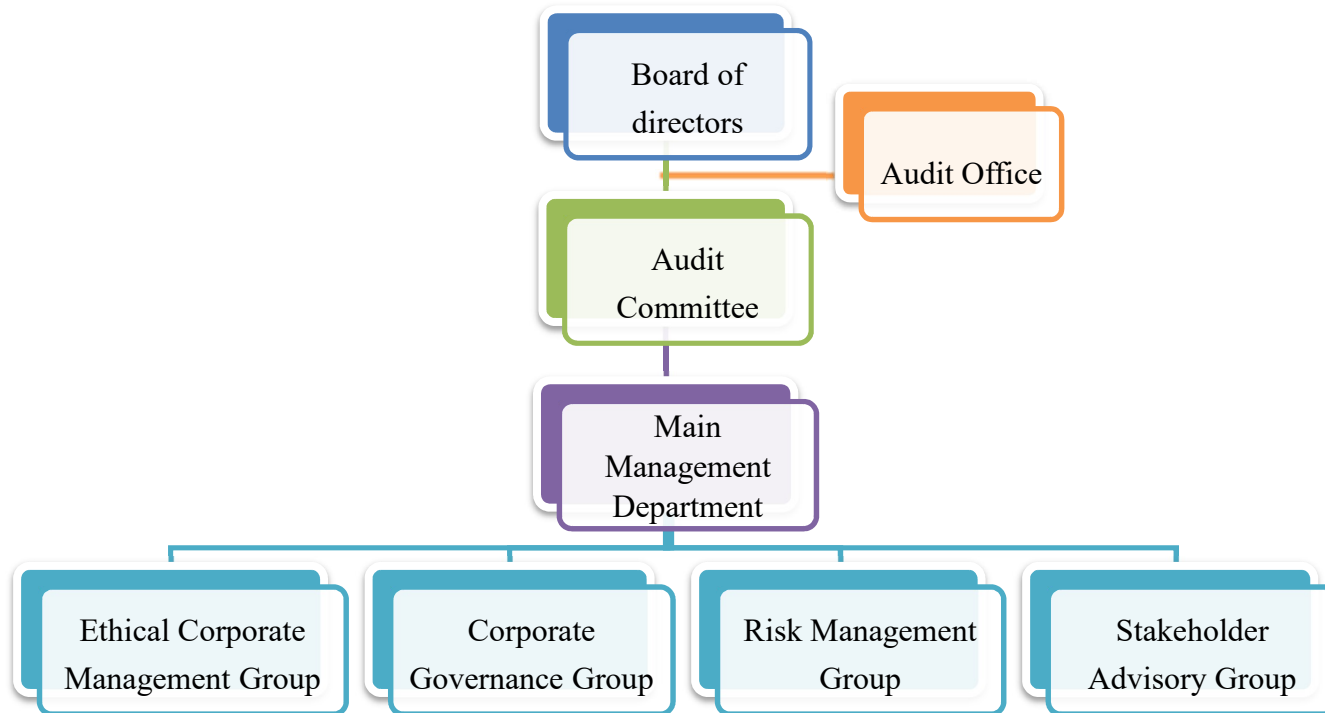 Board of
directors
Audit Office
Audit
Committee
Main
Management
Department
Ethical Corporate
Management Group
Corporate
Governance Group
Risk Management
Group
Stakeholder
Advisory Group